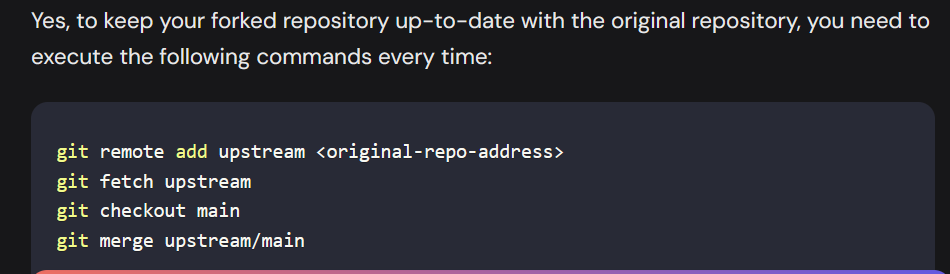 Yes, to keep your forked repository up-to-date with the original repository, you need to
execute the following commands every time:
git remote add upstream <original-repo-address>
git fetch upstream
git checkout main
git merge upstream/main